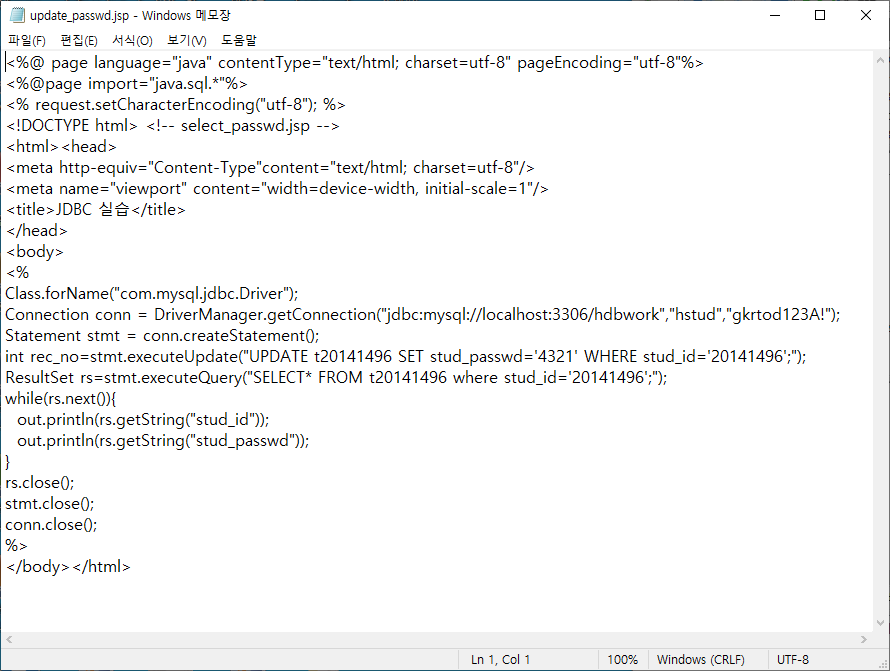 update_passwd.jsp - Windows 메모장
파일(F) 편집(E) 서식(O) 보기(V) 도움말
<%@ page language="java" contentType="text/html; charset=utf-8" pageEncoding="utf-8"%>
<%@page import="java.sql.*"%>
<% request.setCharacterEncoding("utf-8"); %>
<!DOCTYPE html> <!-- select_passwd.jsp -->
<html><head>
<meta http-equiv="Content-Type"content="text/html; charset=utf-8"/>
<meta name="viewport" content="width=device-width, initial-scale=1"/>
<title>JDBC 실습</title>
</head>
<body>
<%
Class.forName("com.mysql.jdbc.Driver");
Connection conn = DriverManager.getConnection("jdbc:mysql://localhost:3306/hdbwork","hstud","gkrtod123A!");
Statement stmt = conn.createStatement();
int rec_no=stmt.executeUpdate("UPDATE t20141496 SET stud_passwd='4321' WHERE stud_id='20141496';");
ResultSet rs=stmt.executeQuery("SELECT* FROM t20141496 where stud_id='20141496';");
while(rs.next()){
  out.println(rs.getString("stud_id"));
  out.println(rs.getString("stud_passwd"));
}
rs.close();
stmt.close();
conn.close();
%>
</body></html>
Ln 1, Col 1 100% Windows (CRLF) UTF-8